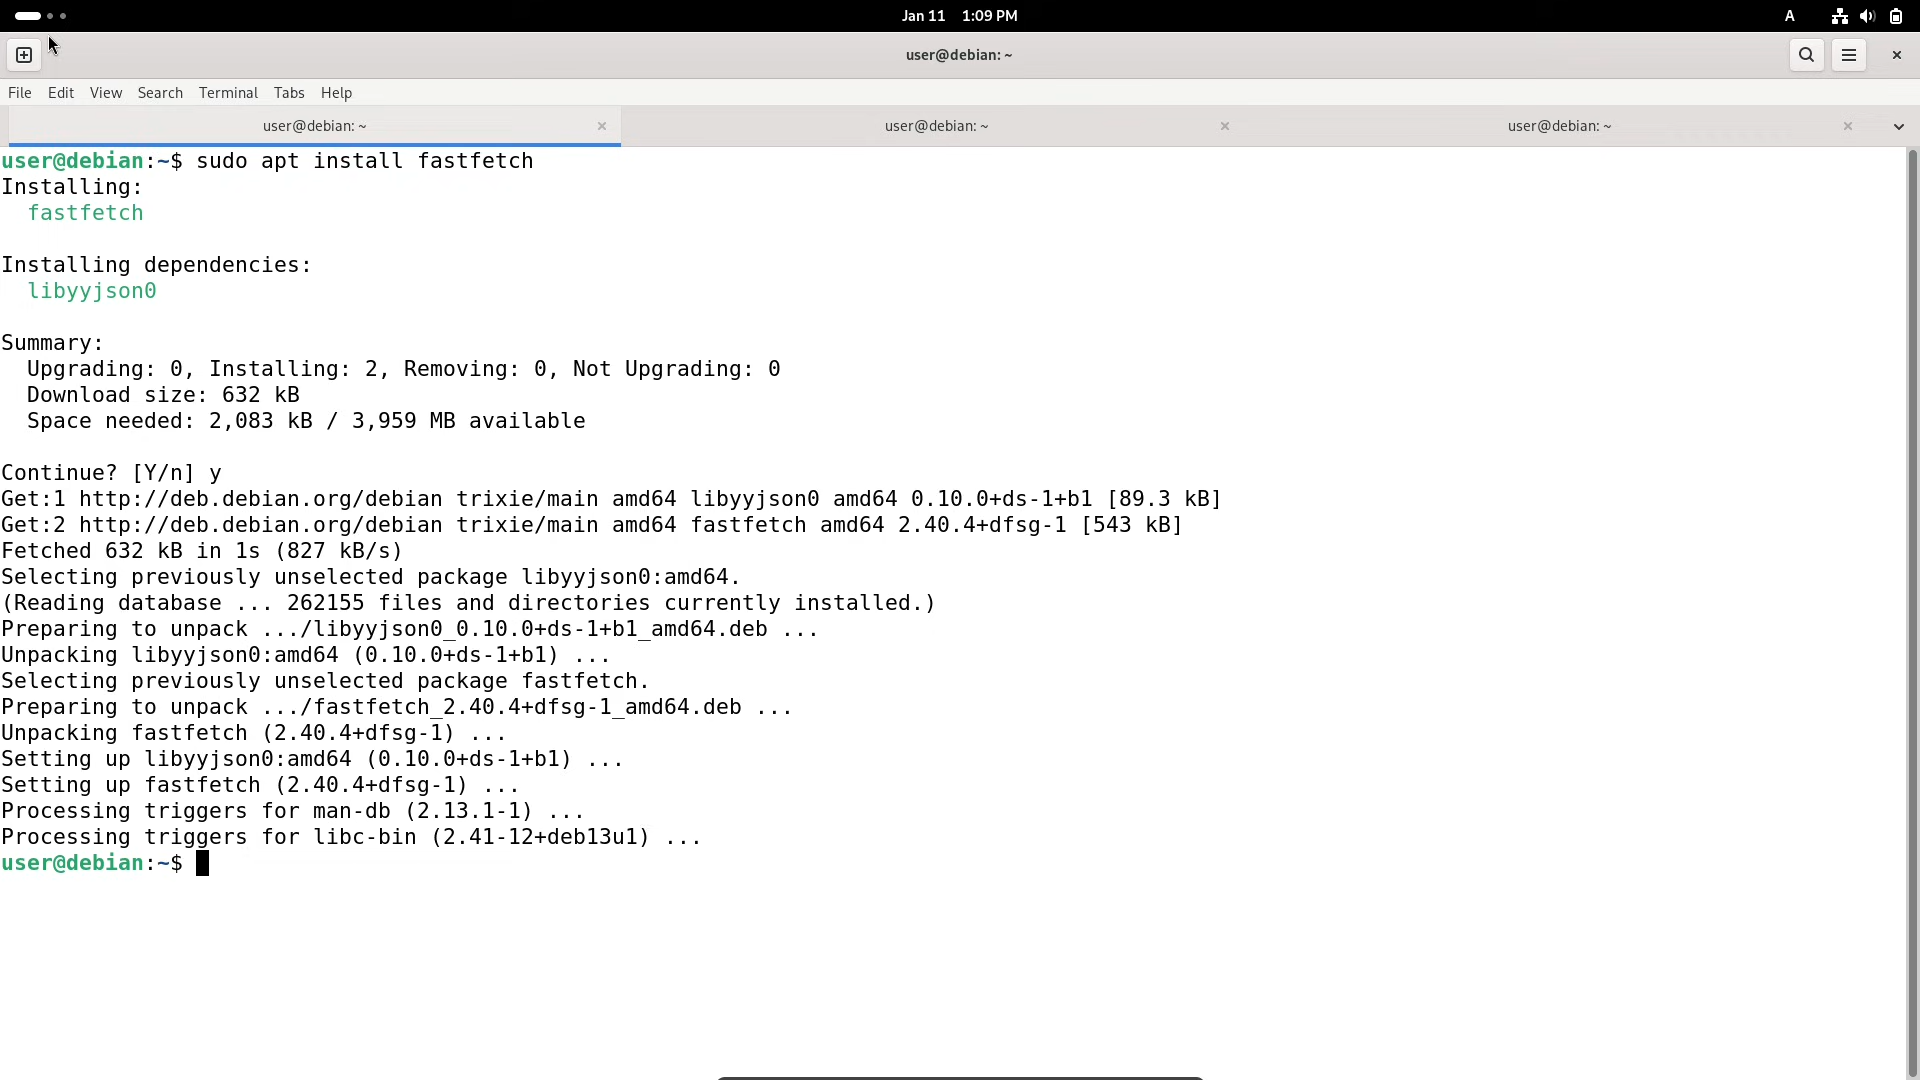 Jan 11 1:09 PM
A
user@debian: ~
File Edit View Search Terminal Tabs Help
user@debian: ~ user@debian: ~ user@debian: ~
user@debian:~$ sudo apt install fastfetch
Installing:
  fastfetch

Installing dependencies:
  libyyjson0

Summary:
  Upgrading: 0, Installing: 2, Removing: 0, Not Upgrading: 0
  Download size: 632 kB
  Space needed: 2,083 kB / 3,959 MB available

Continue? [Y/n] y
Get:1 http://deb.debian.org/debian trixie/main amd64 libyyjson0 amd64 0.10.0+ds-1+b1 [89.3 kB]
Get:2 http://deb.debian.org/debian trixie/main amd64 fastfetch amd64 2.40.4+dfsg-1 [543 kB]
Fetched 632 kB in 1s (827 kB/s)
Selecting previously unselected package libyyjson0:amd64.
(Reading database ... 262155 files and directories currently installed.)
Preparing to unpack .../libyyjson0_0.10.0+ds-1+b1_amd64.deb ...
Unpacking libyyjson0:amd64 (0.10.0+ds-1+b1) ...
Selecting previously unselected package fastfetch.
Preparing to unpack .../fastfetch_2.40.4+dfsg-1_amd64.deb ...
Unpacking fastfetch (2.40.4+dfsg-1) ...
Setting up libyyjson0:amd64 (0.10.0+ds-1+b1) ...
Setting up fastfetch (2.40.4+dfsg-1) ...
Processing triggers for man-db (2.13.1-1) ...
Processing triggers for libc-bin (2.41-12+deb13u1) ...
user@debian:~$